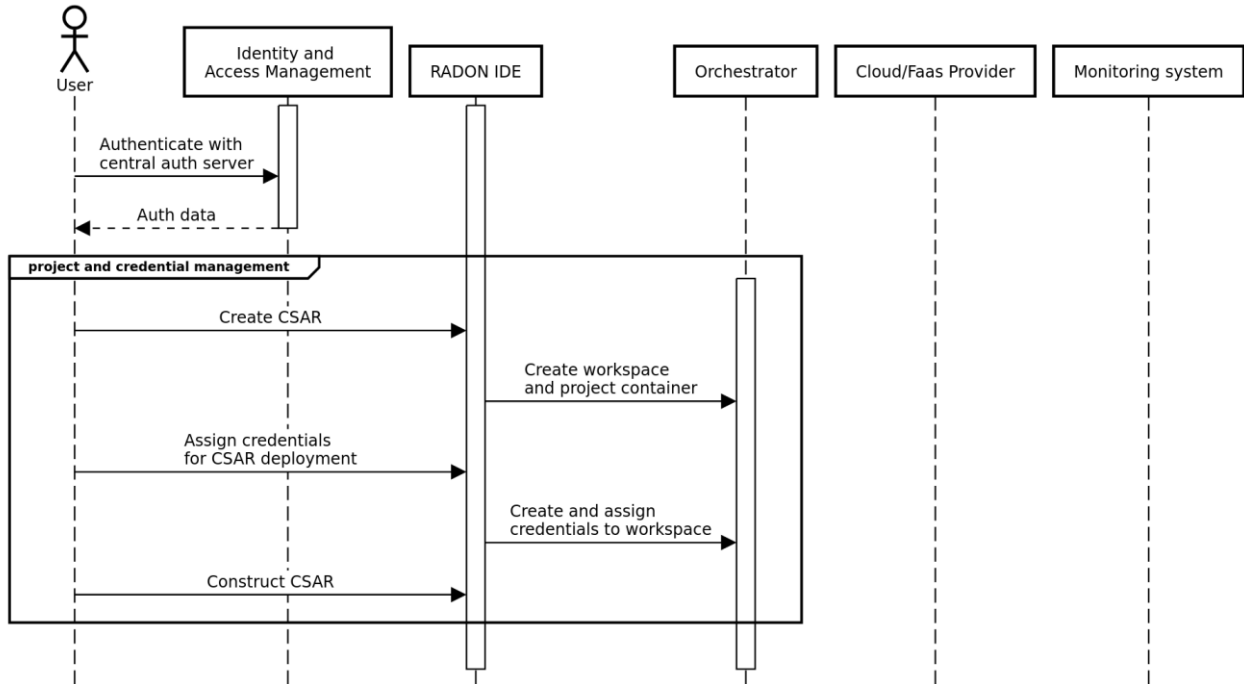 User
Identity and
Access Management
RADON IDE
Orchestrator
Cloud/Faas Provider
Monitoring system
Authenticate with
central auth server
Auth data
project and credential management
Create CSAR
Create workspace
and project container
Assign credentials
for CSAR deployment
Create and assign
credentials to workspace
Construct CSAR